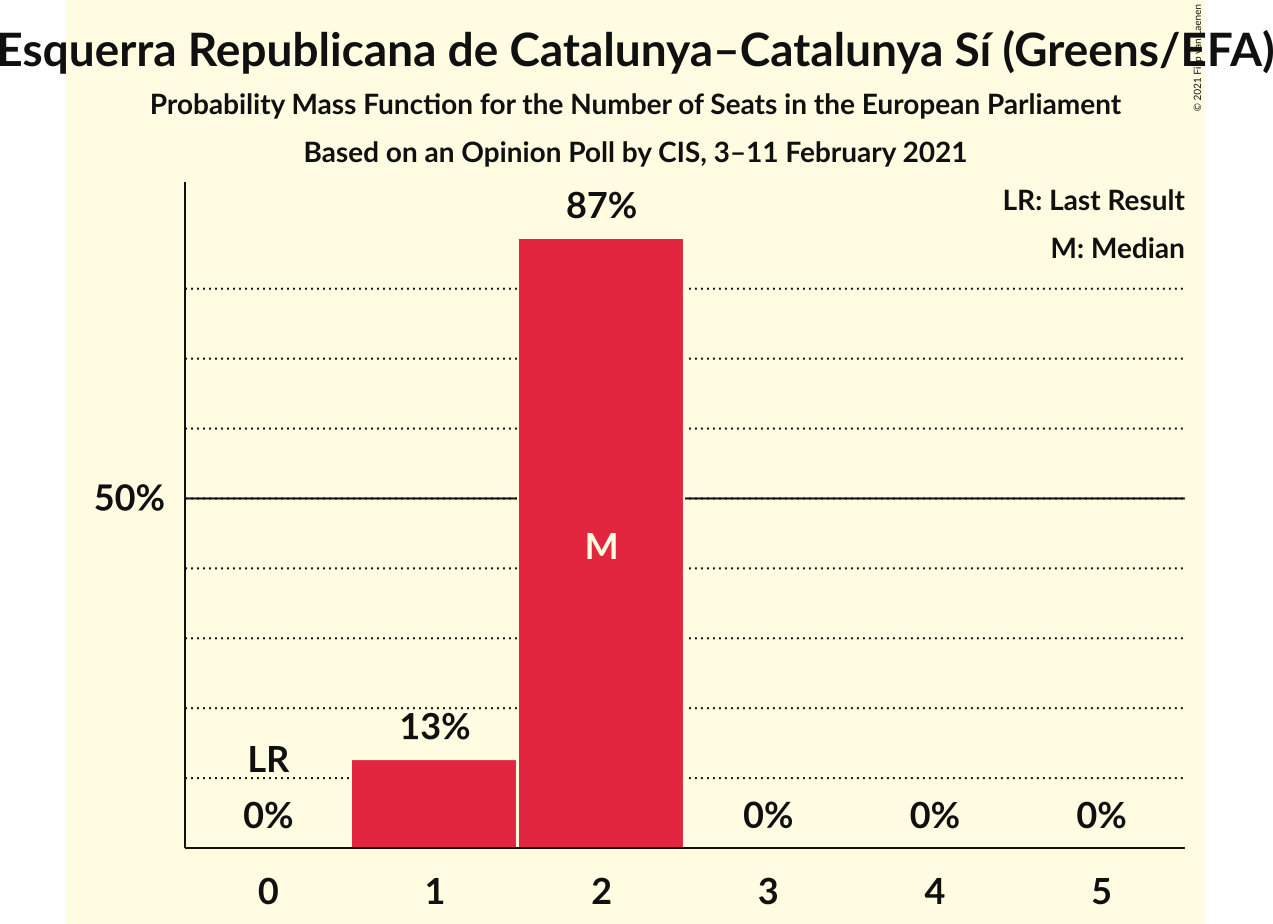 Esquerra Republicana de Catalunya–Catalunya Sí (Greens/EFA)
Probability Mass Function for the Number of Seats in the European Parliament
Based on an Opinion Poll by CIS, 3–11 February 2021
© 2021
LR: Last Result
M: Median
87%
50%
M
13%
LR
0%
0%
0%
0%
0
1
2
3
4
5